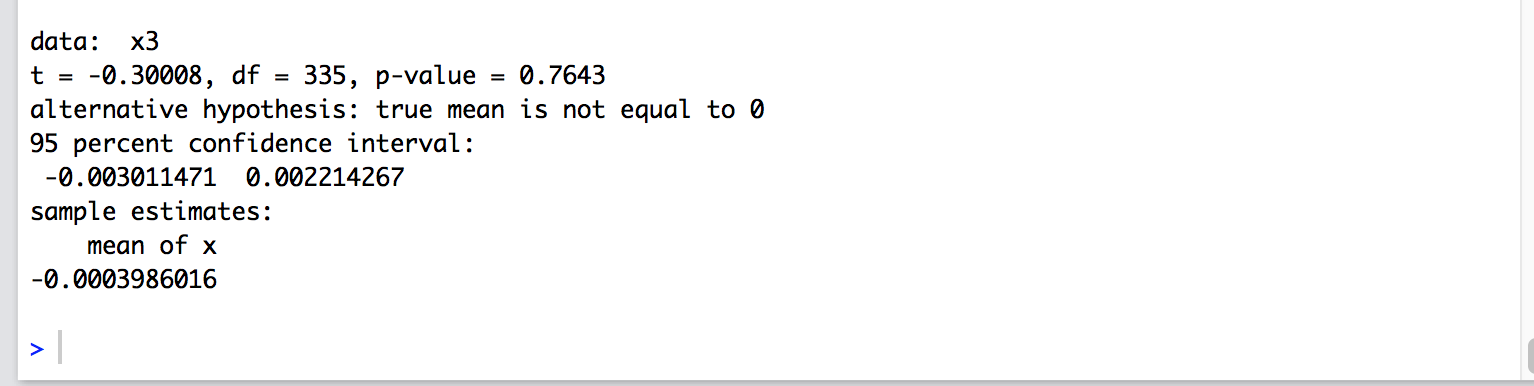 data:  x3
t = -0.30008, df = 335, p-value = 0.7643
alternative hypothesis: true mean is not equal to 0
95 percent confidence interval:
 -0.003011471  0.002214267
sample estimates:
    mean of x
-0.0003986016
>